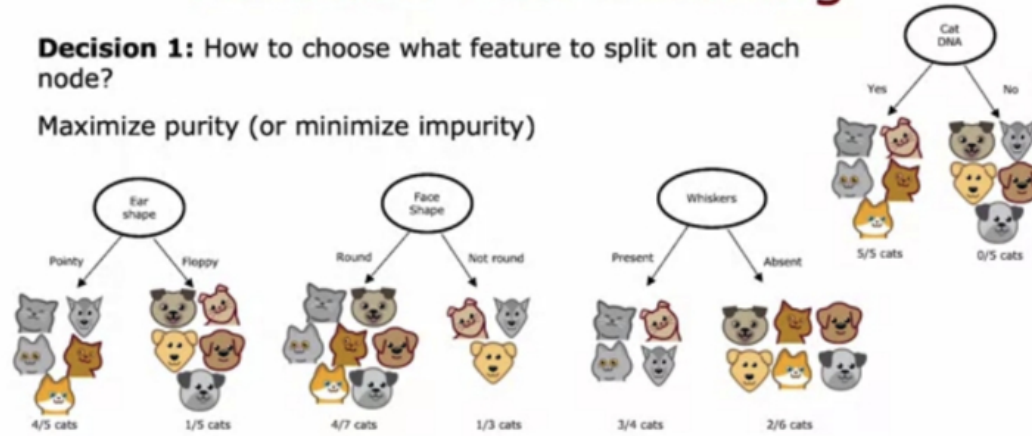 Decision 1: How to choose what feature to split on at each
node?
Maximize purity (or minimize impurity)
Cat
DNA
Yes
No
5/5 cats
0/5 cats
Ear
shape
Pointy
Floppy
4/5 cats
1/5 cats
Face
Shape
Round
Not round
4/7 cats
1/3 cats
Whiskers
Present
Absent
3/4 cats
2/6 cats